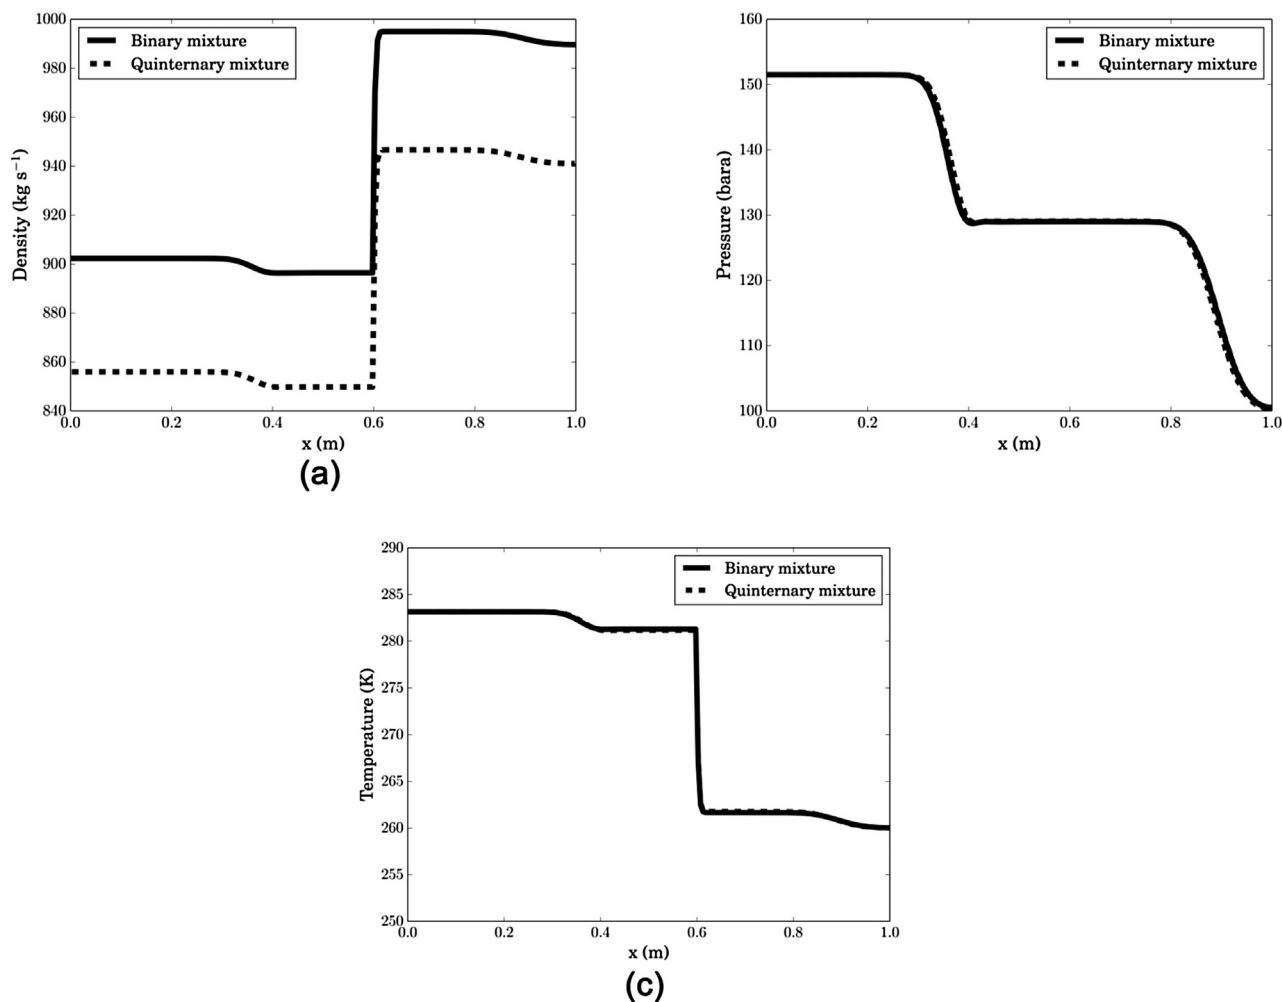 1000
980
960
940
920
900
880
860
840
Density (kg s⁻¹)
Binary mixture
Quinternary mixture
0.0 0.2 0.4 0.6 0.8 1.0
x (m)
(a)
160
150
140
130
120
110
100
Pressure (bara)
Binary mixture
Quinternary mixture
0.0 0.2 0.4 0.6 0.8 1.0
x (m)
290
285
280
275
270
265
260
255
250
Temperature (K)
Binary mixture
Quinternary mixture
0.0 0.2 0.4 0.6 0.8 1.0
x (m)
(c)